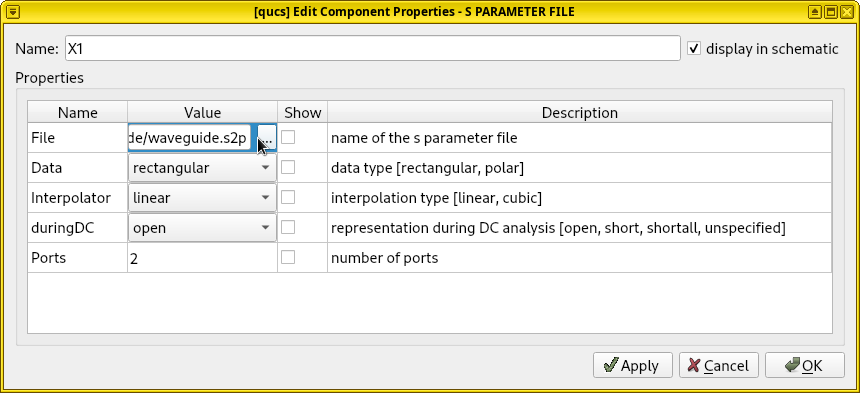 [qucs] Edit Component Properties - S PARAMETER FILE
Name: X1 display in schematic
Properties
Name Value Show Description
File de/waveguide.s2p ... name of the s parameter file
Data rectangular data type [rectangular, polar]
Interpolator linear interpolation type [linear, cubic]
duringDC open representation during DC analysis [open, short, shortall, unspecified]
Ports 2 number of ports
Apply Cancel OK